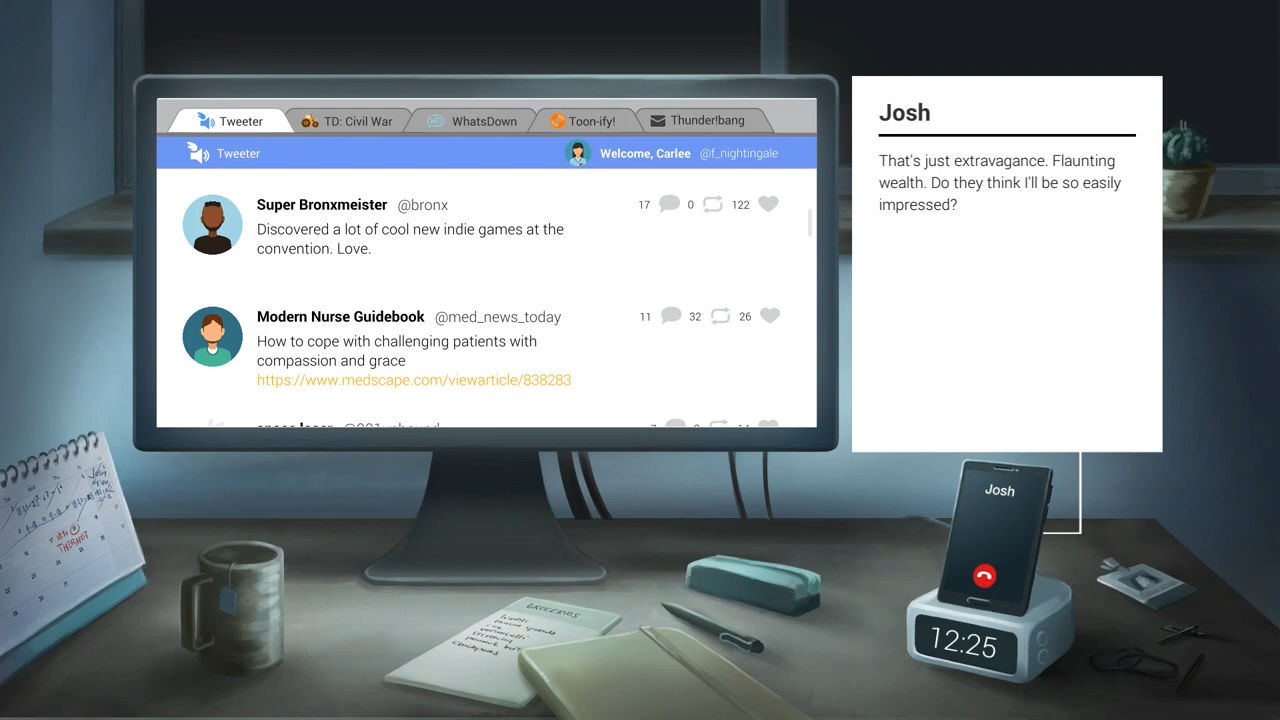 Tweeter
TD: Civil War
WhatsDown
Toon-ify!
Thunder!bang
Tweeter
Welcome, Carlee @f_nightingale
Super Bronxmeister @bronx
17 0 122
Discovered a lot of cool new indie games at the
convention. Love.
Modern Nurse Guidebook @med_news_today
11 32 26
How to cope with challenging patients with
compassion and grace
https://www.medscape.com/viewarticle/838283
Josh
That's just extravagance. Flaunting
wealth. Do they think I'll be so easily
impressed?
Josh
12:25
GROCERIES
THERAPIST